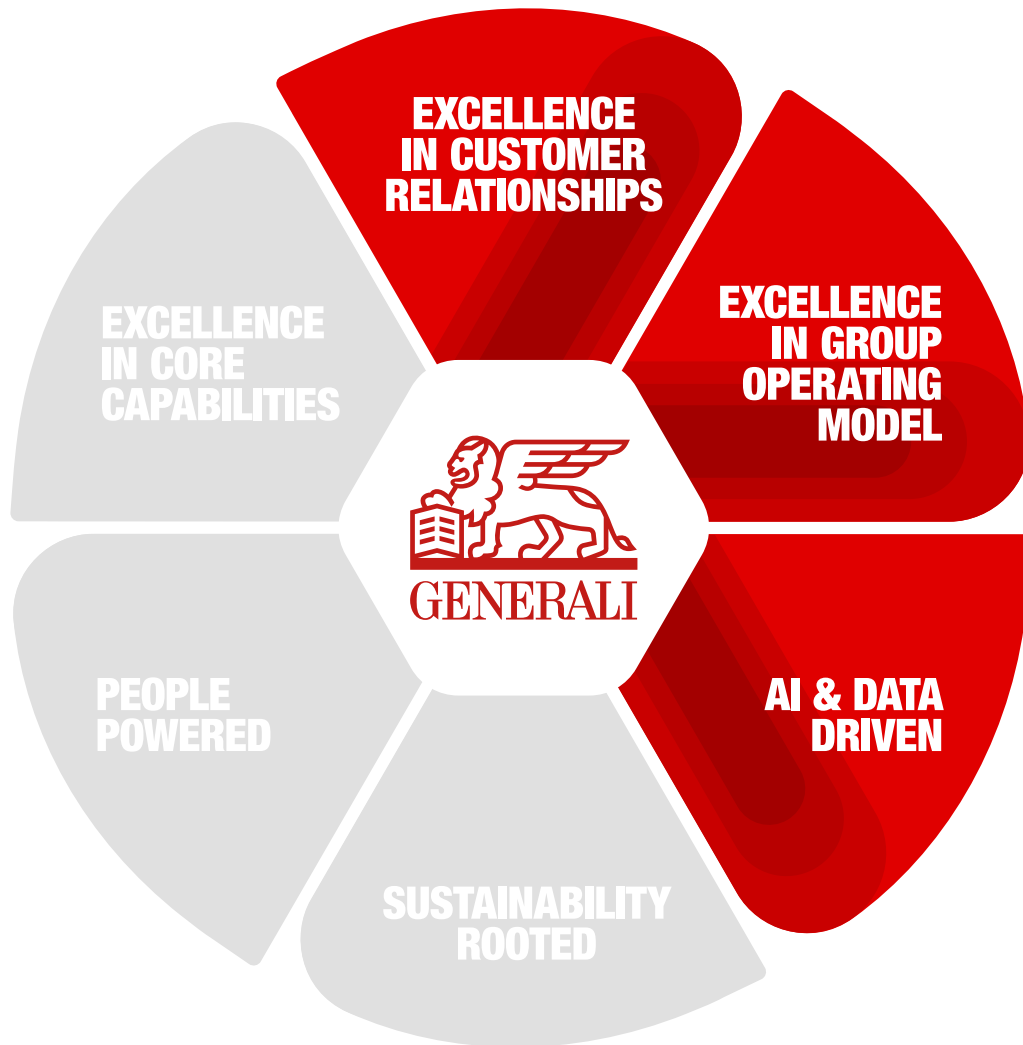 EXCELLENCE
IN CUSTOMER
RELATIONSHIPS
EXCELLENCE
IN GROUP
OPERATING
MODEL
AI & DATA
DRIVEN
SUSTAINABILITY
ROOTED
PEOPLE
POWERED
EXCELLENCE
IN CORE
CAPABILITIES
GENERALI